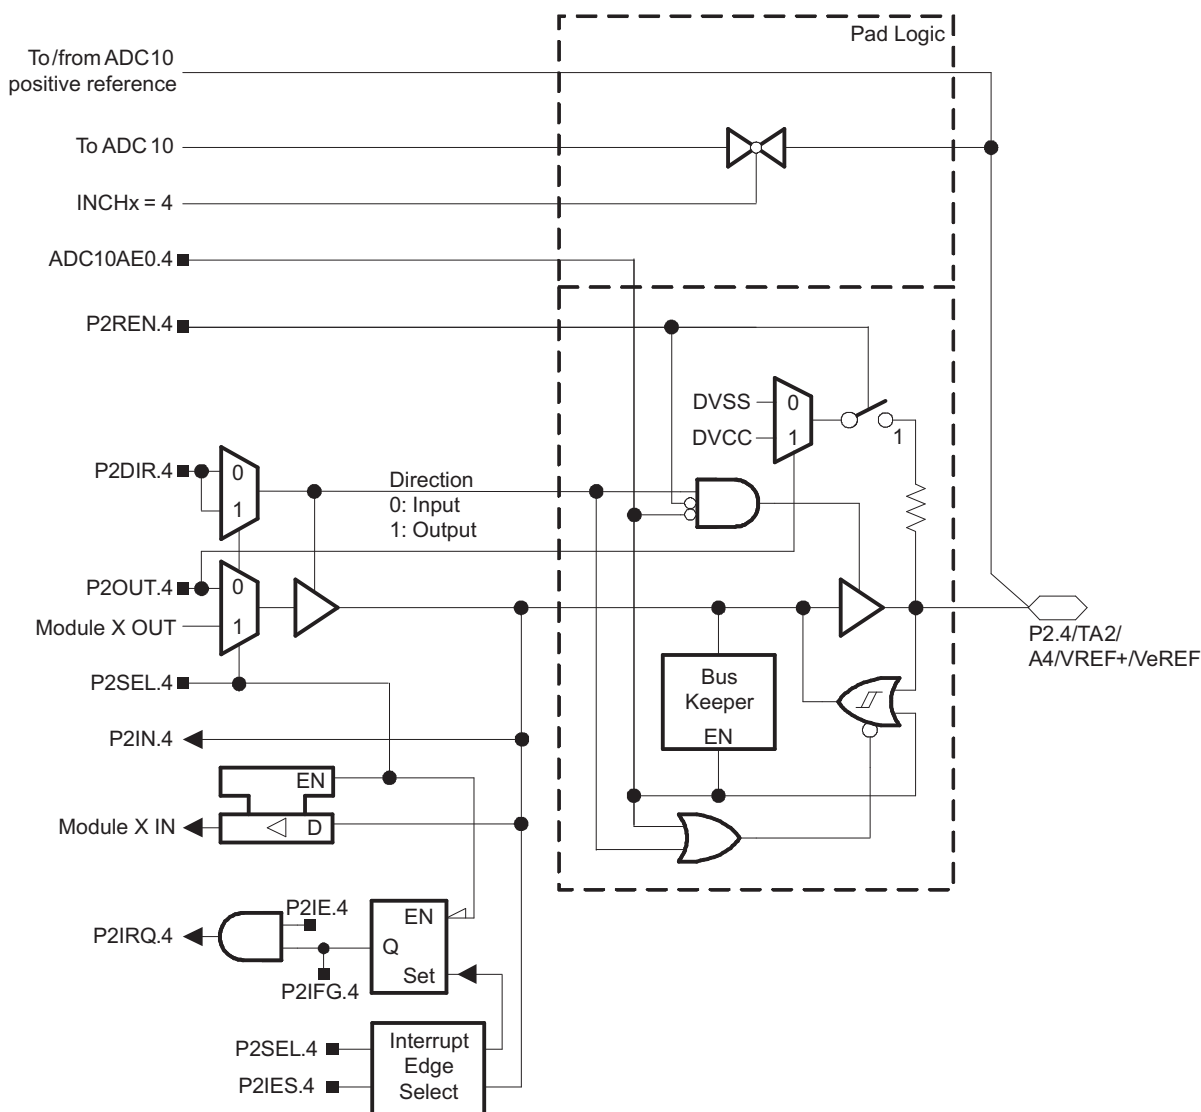 Pad Logic
To/from ADC10
positive reference
To ADC 10
INCHx = 4
ADC10AE0.4
P2REN.4
DVSS
0
DVCC
1
1
P2DIR.4
0
1
Direction
0: Input
1: Output
P2OUT.4
0
Module X OUT
1
P2.4/TA2/
A4/VREF+/VeREF
P2SEL.4
Bus
Keeper
EN
P2IN.4
EN
Module X IN
D
P2IE.4
P2IRQ.4
EN
Q
Set
P2IFG.4
P2SEL.4
P2IES.4
Interrupt
Edge
Select